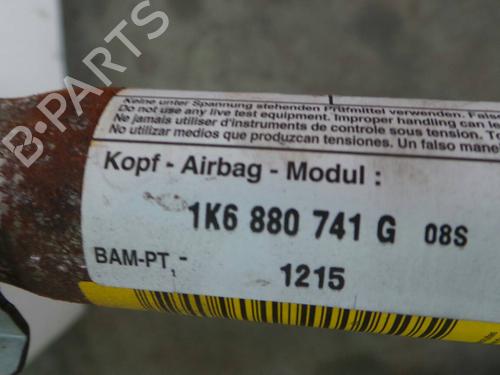 B-PARTS
Keine unter Spannung stehenden Prüfmittel verwenden. Falsc
Do not use any live test equipment. Improper handling can
Ne jamais utiliser d'instruments de controle sous tension. Te
No utilizar medios que produzcan tensiones. Un falso mane
Kopf - Airbag - Modul :
1K6 880 741 G 08S
BAM-PT, -
1215